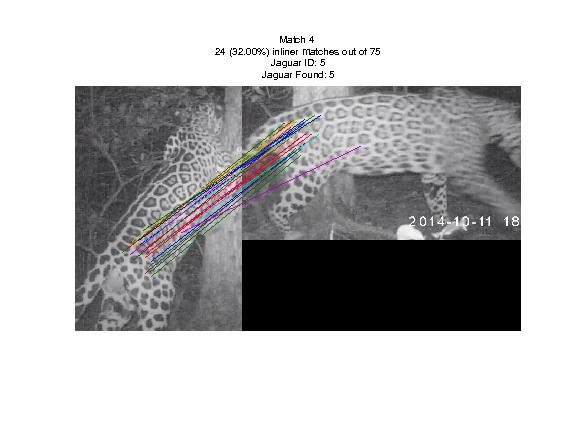 Match 4
24 (32.00%) inliner matches out of 75
Jaguar ID: 5
Jaguar Found: 5
2014-10-11 18